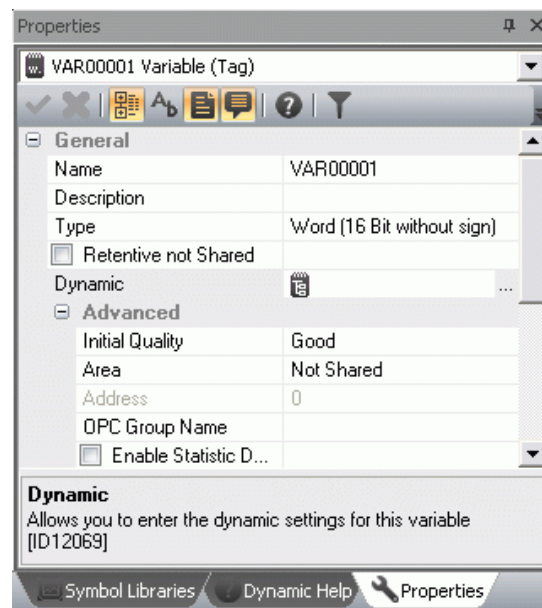 Properties
VAR00001 Variable (Tag)
General
Name VAR00001
Description
Type Word (16 Bit without sign)
Retentive not Shared
Dynamic
Advanced
Initial Quality Good
Area Not Shared
Address 0
OPC Group Name
Enable Statistic D...
Dynamic
Allows you to enter the dynamic settings for this variable
[ID12069]
Symbol Libraries Dynamic Help Properties